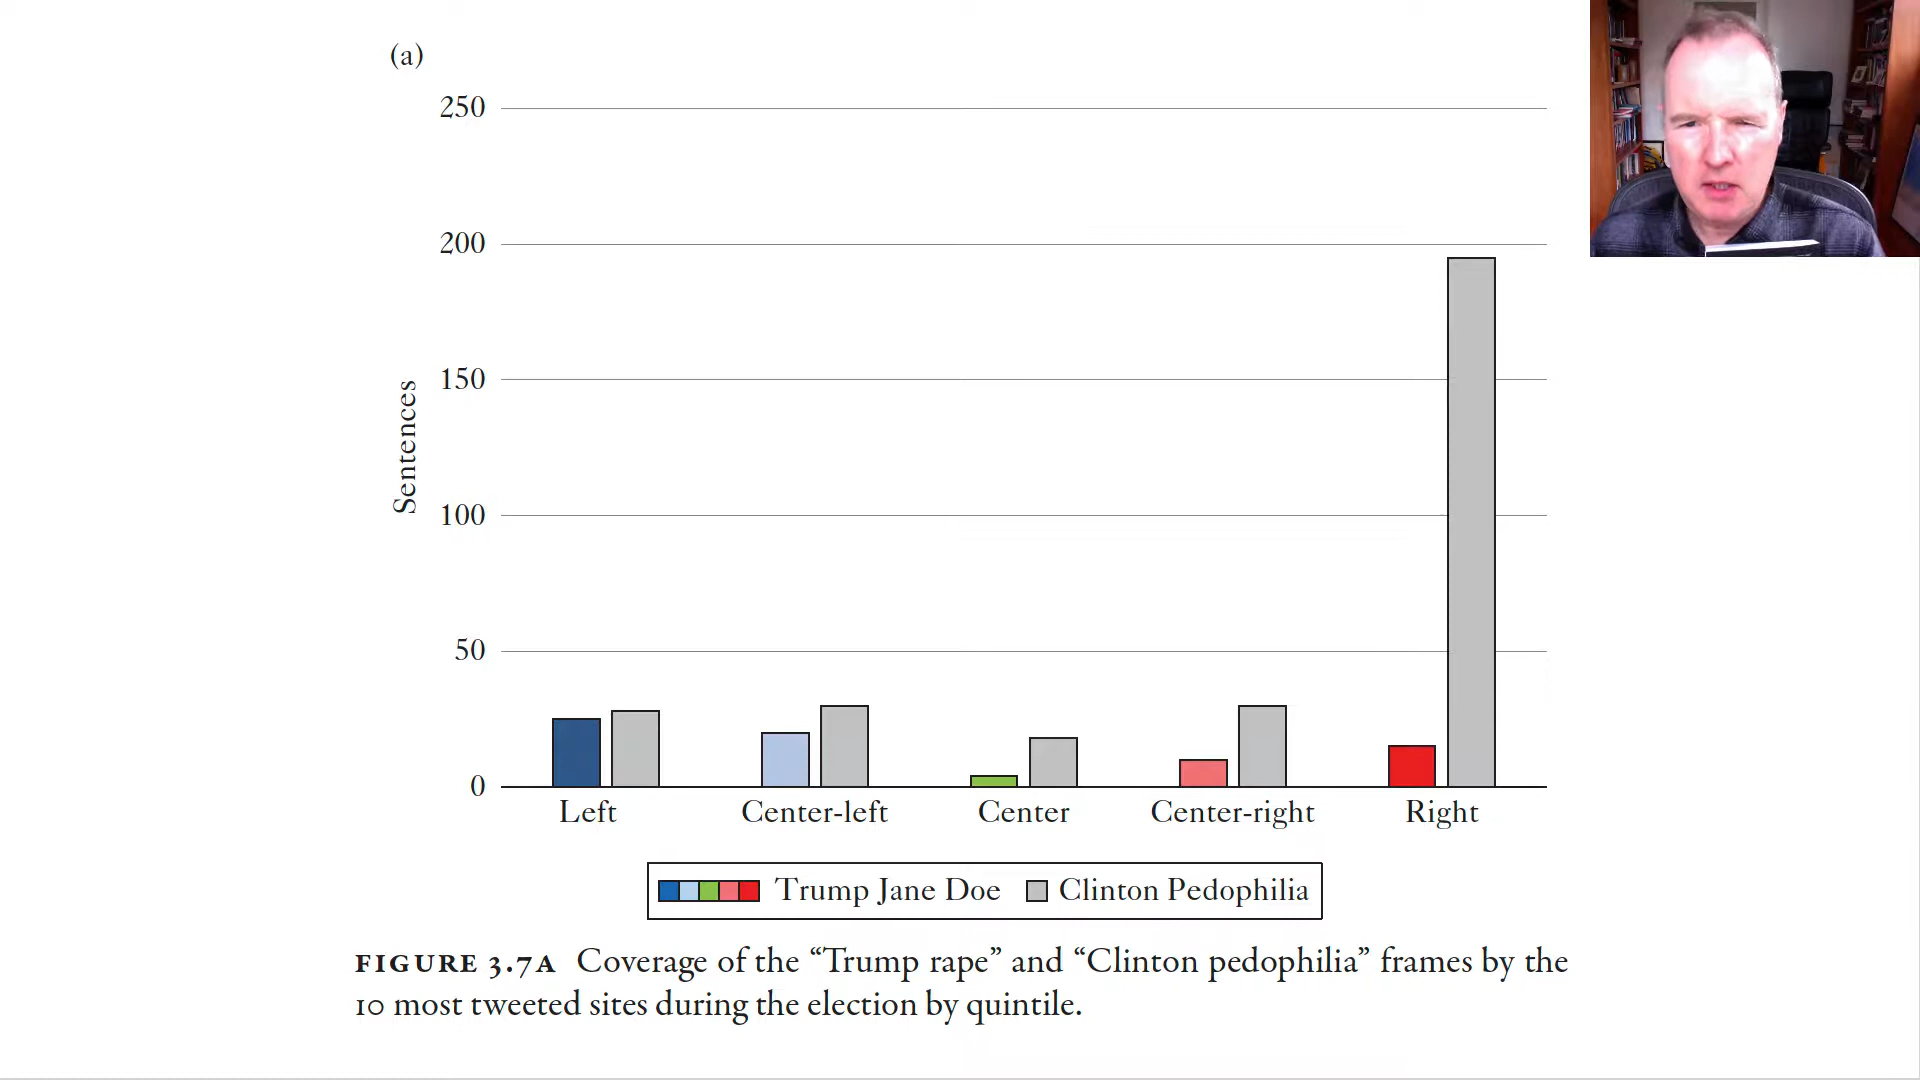 (a)
250
200
150
100
50
0
Sentences
Left Center-left Center Center-right Right
Trump Jane Doe Clinton Pedophilia
FIGURE 3.7A Coverage of the “Trump rape” and “Clinton pedophilia” frames by the
10 most tweeted sites during the election by quintile.